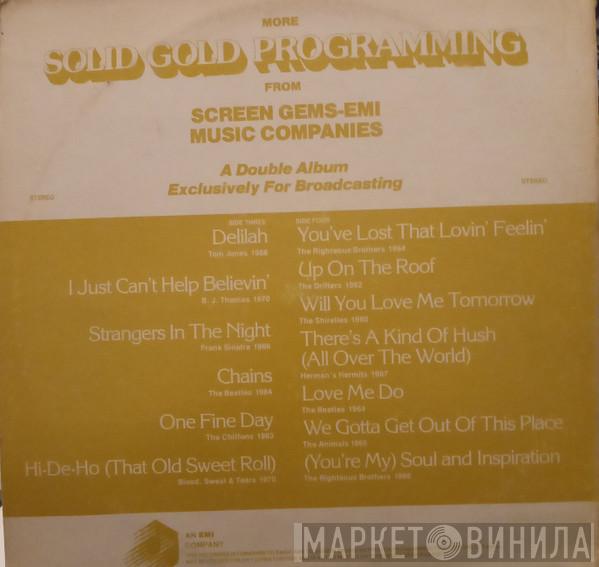 MORE
SOLID GOLD PROGRAMMING
FROM
SCREEN GEMS-EMI
MUSIC COMPANIES
A Double Album
Exclusively For Broadcasting
STEREO
STEREO
SIDE THREE
Delilah
Tom Jones 1968
I Just Can't Help Believin'
B. J. Thomas 1970
Strangers In The Night
Frank Sinatra 1966
Chains
The Beatles 1964
One Fine Day
The Chiffons 1963
Hi-De-Ho (That Old Sweet Roll)
Blood, Sweat & Tears 1970
SIDE FOUR
You've Lost That Lovin' Feelin'
The Righteous Brothers 1964
Up On The Roof
The Drifters 1962
Will You Love Me Tomorrow
The Shirelles 1960
There's A Kind Of Hush
(All Over The World)
Herman's Hermits 1967
Love Me Do
The Beatles 1964
We Gotta Get Out Of This Place
The Animals 1965
(You're My) Soul and Inspiration
The Righteous Brothers 1966
AN EMI
COMPANY
МАРКЕТ ВИНИЛА